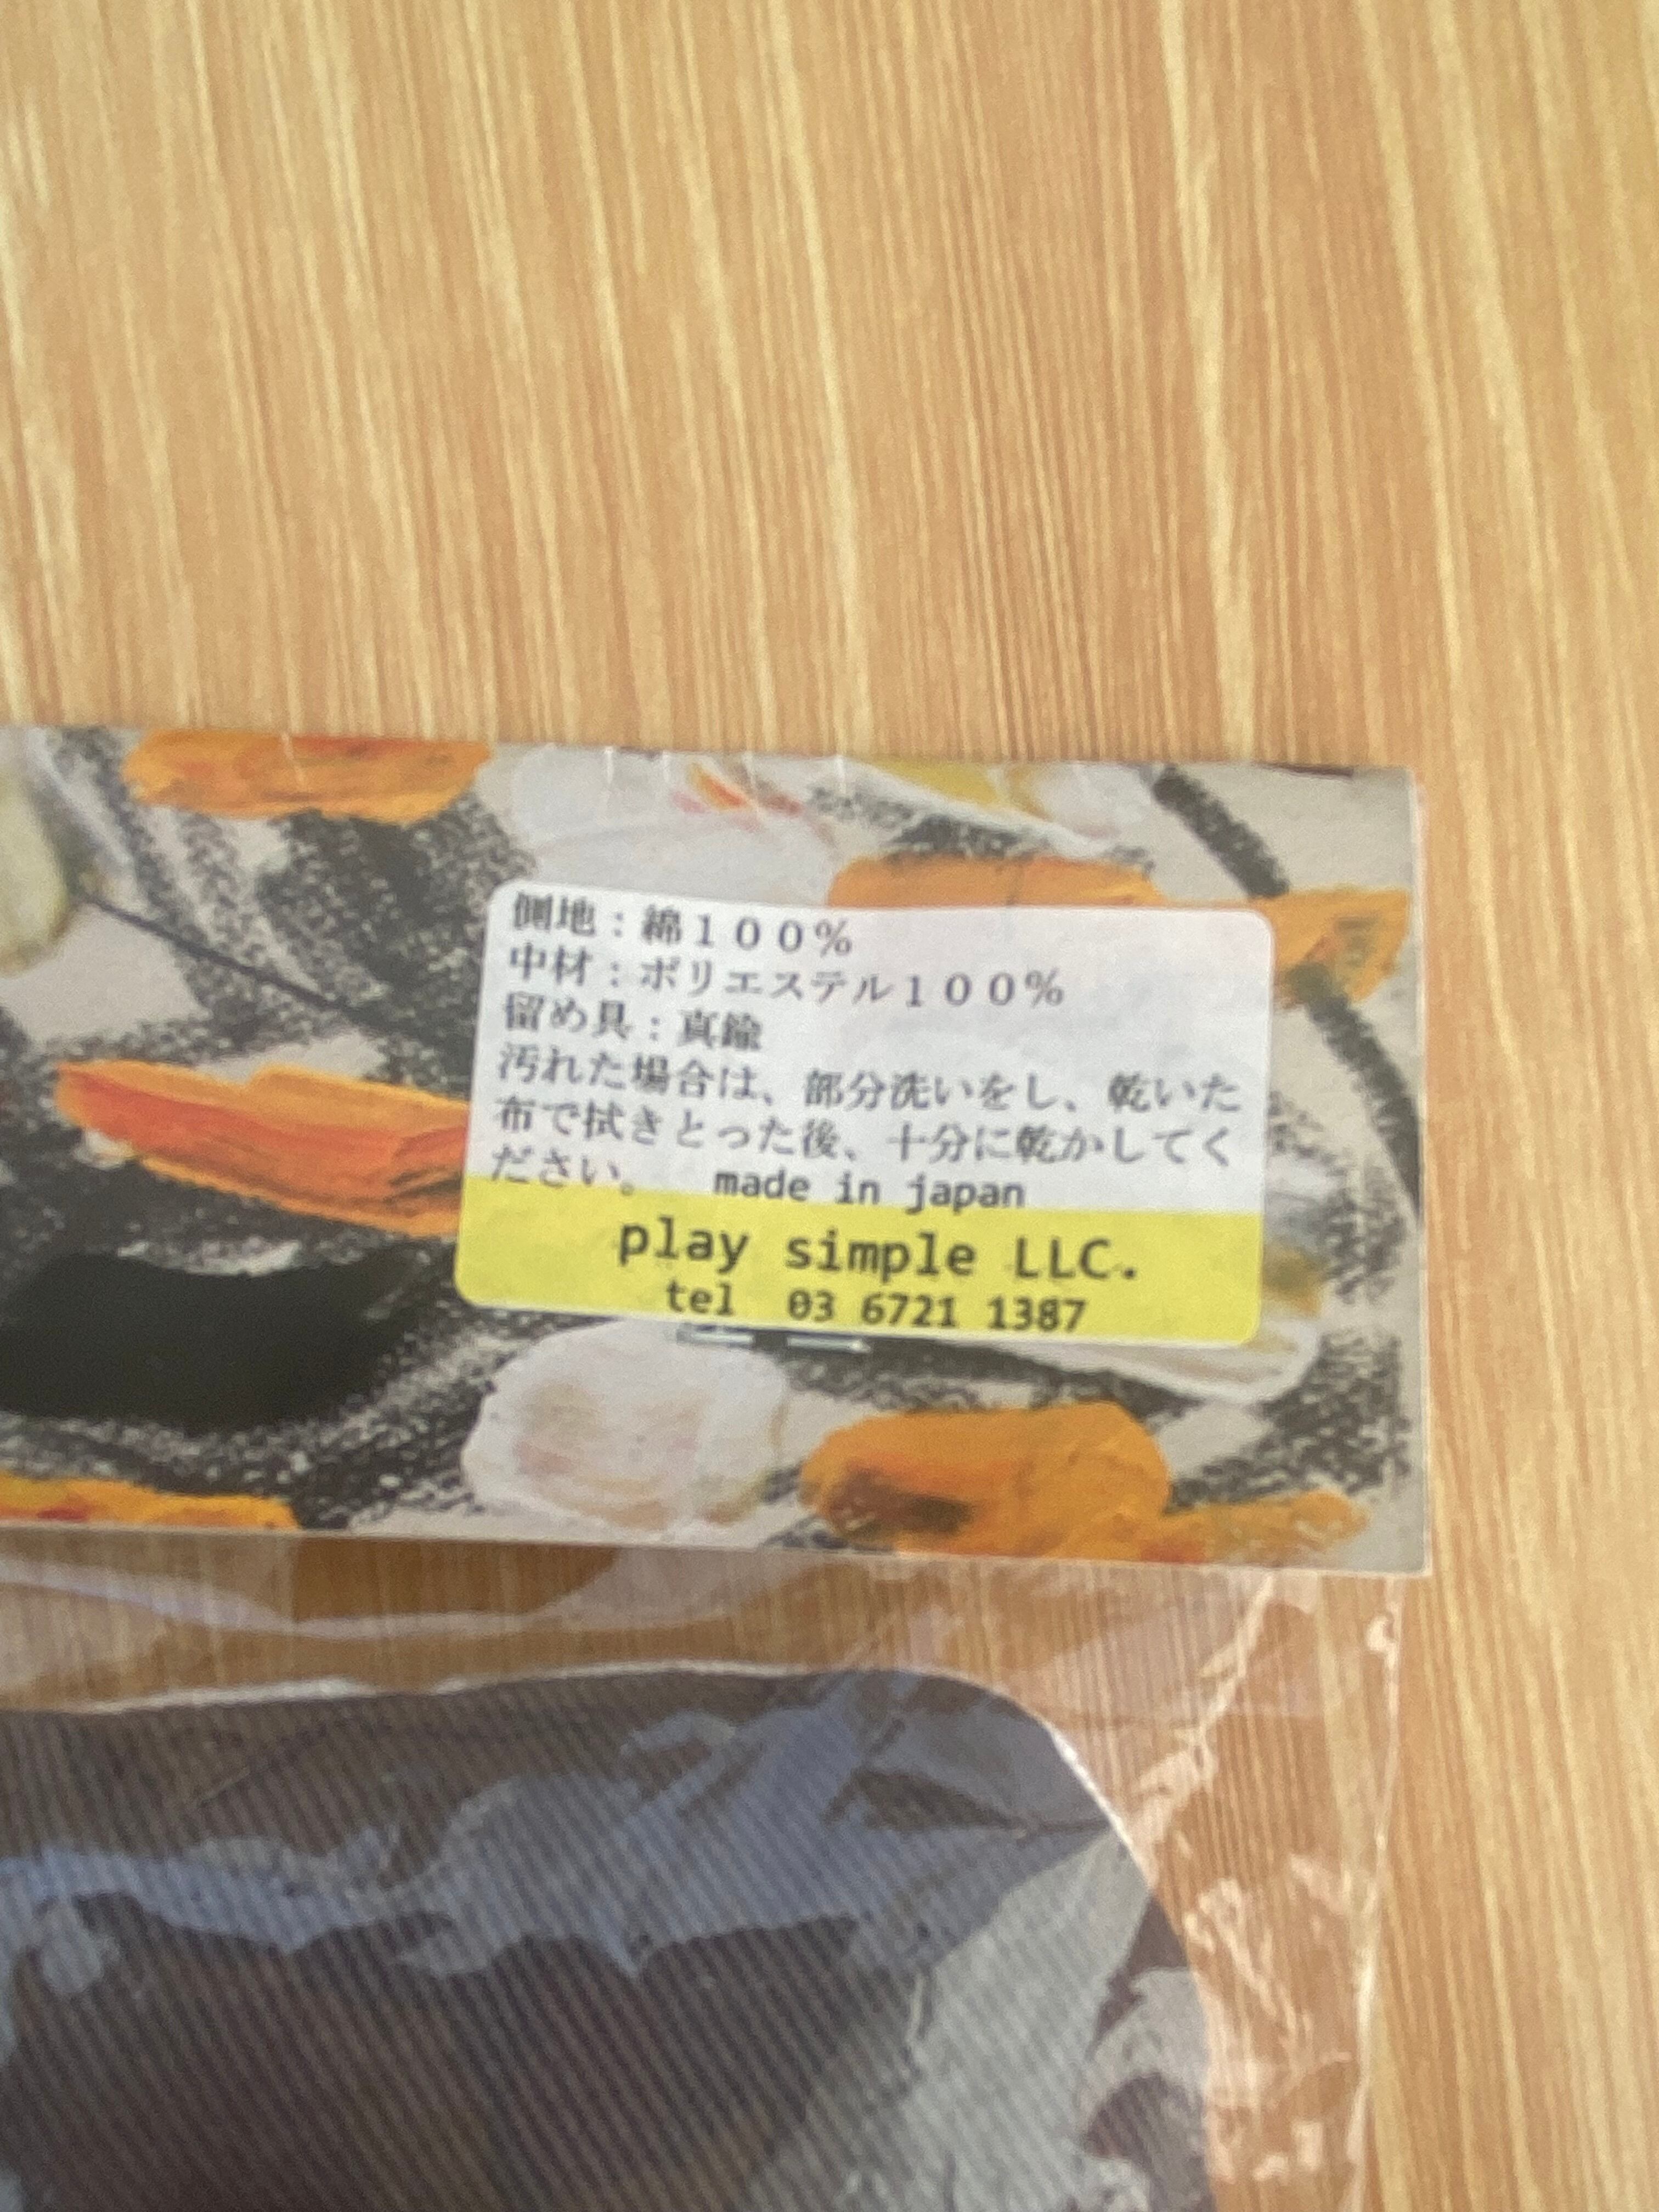 側地：綿１００％
中材：ポリエステル１００％
留め具：真鍮
汚れた場合は、部分洗いをし、乾いた
布で拭きとった後、十分に乾かしてく
ださい。 made in japan
play simple LLC.
tel 03 6721 1387